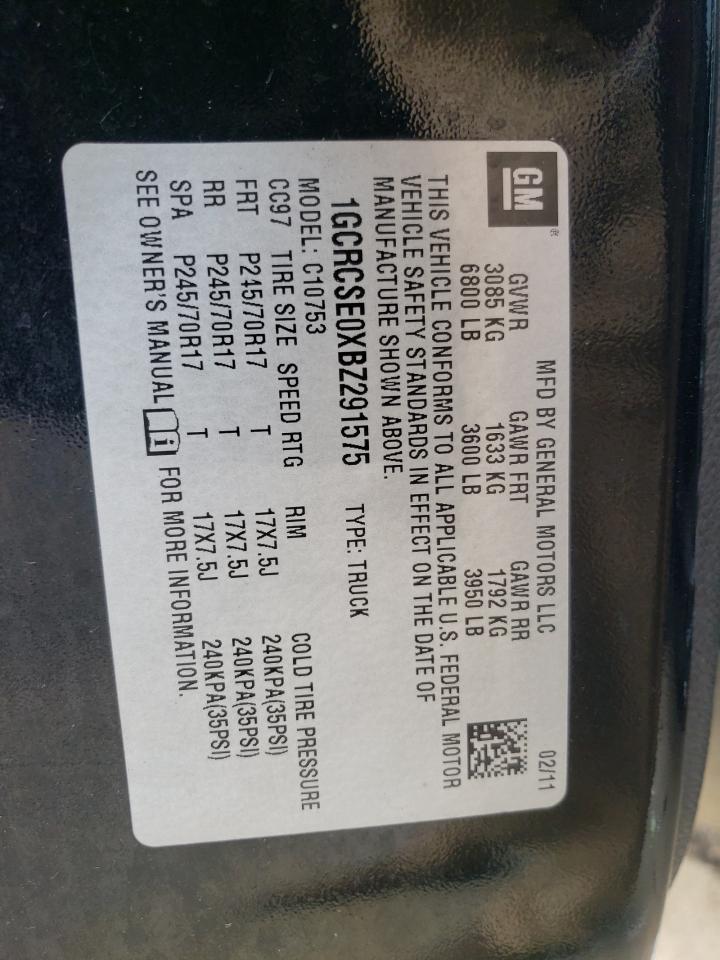 GM®
MFD BY GENERAL MOTORS LLC 02/11
GVWR GAWR FRT GAWR RR
3085 KG 1633 KG 1792 KG
6800 LB 3600 LB 3950 LB
THIS VEHICLE CONFORMS TO ALL APPLICABLE U.S. FEDERAL MOTOR
VEHICLE SAFETY STANDARDS IN EFFECT ON THE DATE OF
MANUFACTURE SHOWN ABOVE.
1GCRCSE0XBZ291575 TYPE: TRUCK
MODEL: C10753
CC97 TIRE SIZE SPEED RTG RIM COLD TIRE PRESSURE
FRT P245/70R17 T 17X7.5J 240KPA(35PSI)
RR P245/70R17 T 17X7.5J 240KPA(35PSI)
SPA P245/70R17 T 17X7.5J 240KPA(35PSI)
SEE OWNER'S MANUAL i FOR MORE INFORMATION.